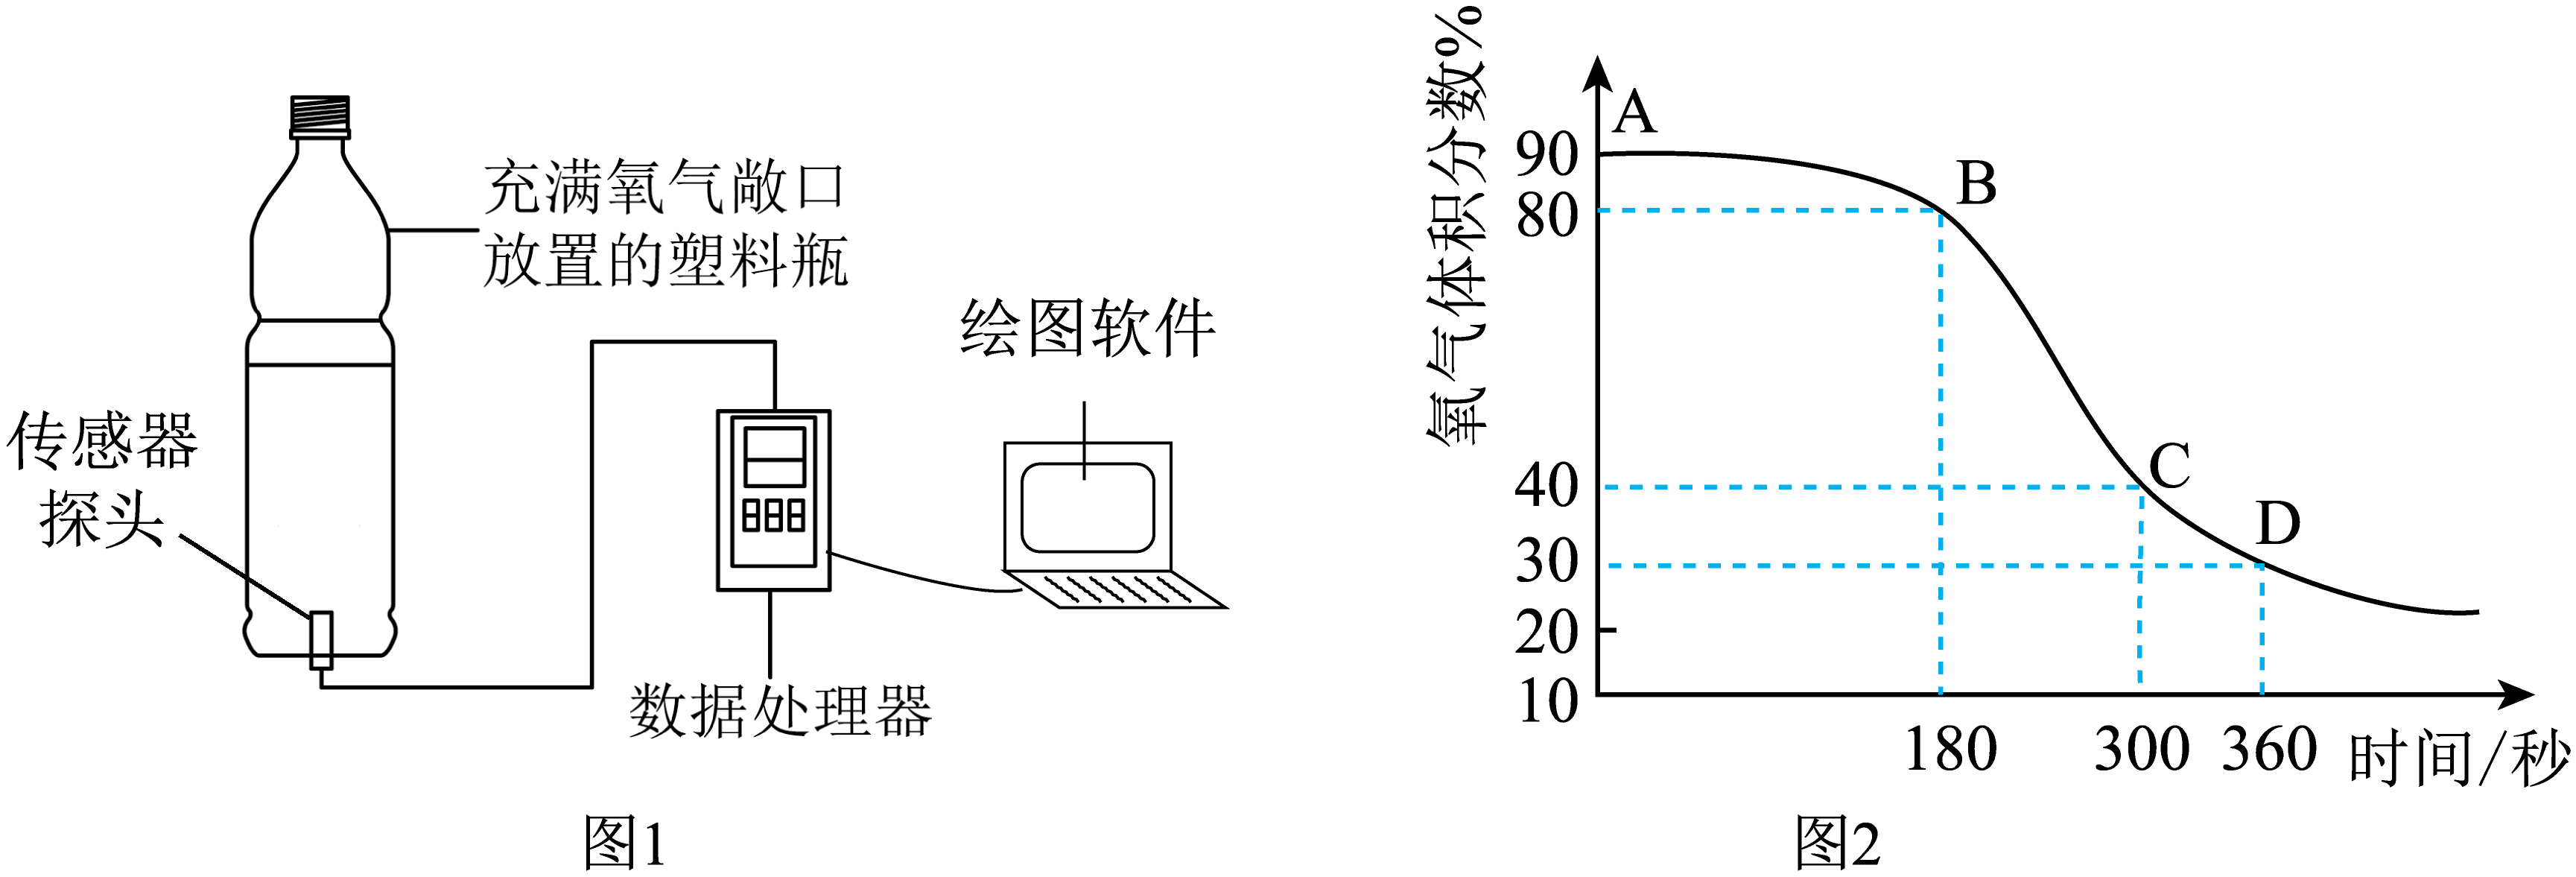 充满氧气敞口
放置的塑料瓶
传感器
探头
数据处理器
绘图软件
图1
氧气体积分数%
90
80
40
30
20
10
A
B
C
D
180
300
360
时间/秒
图2